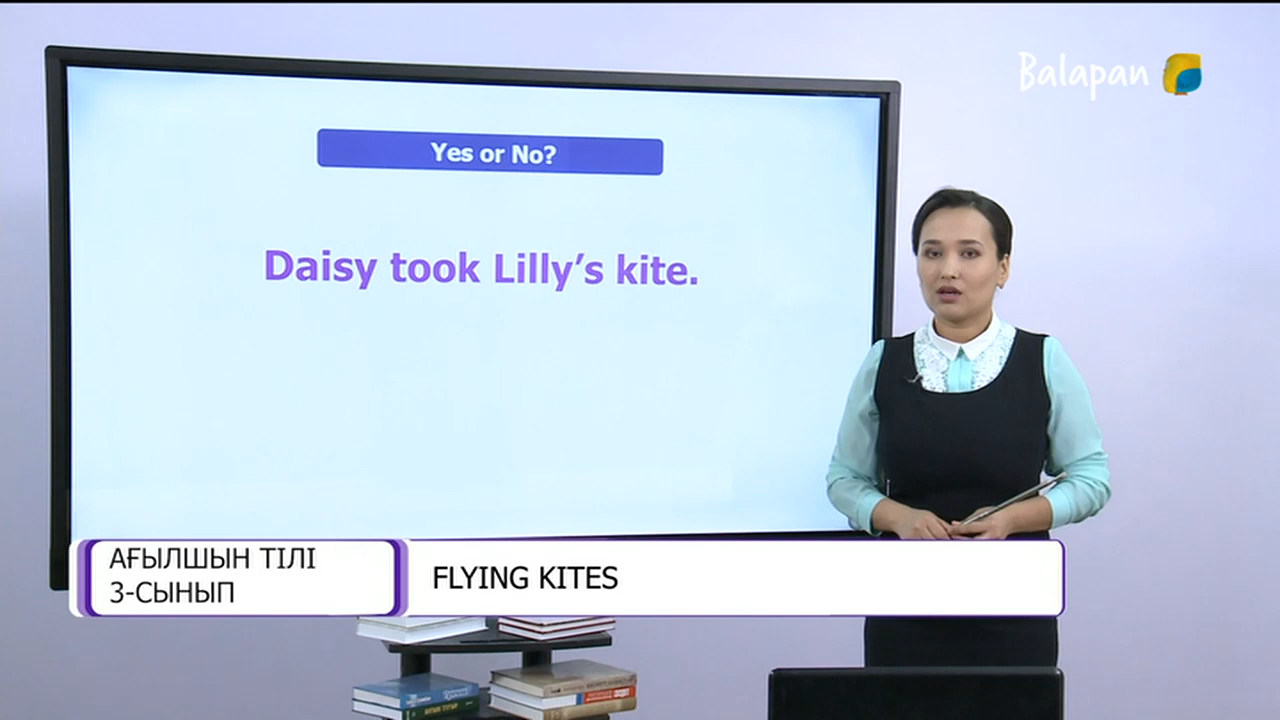 Balapan
Yes or No?
Daisy took Lilly’s kite.
АҒЫЛШЫН ТІЛІ
3-СЫНЫП
FLYING KITES